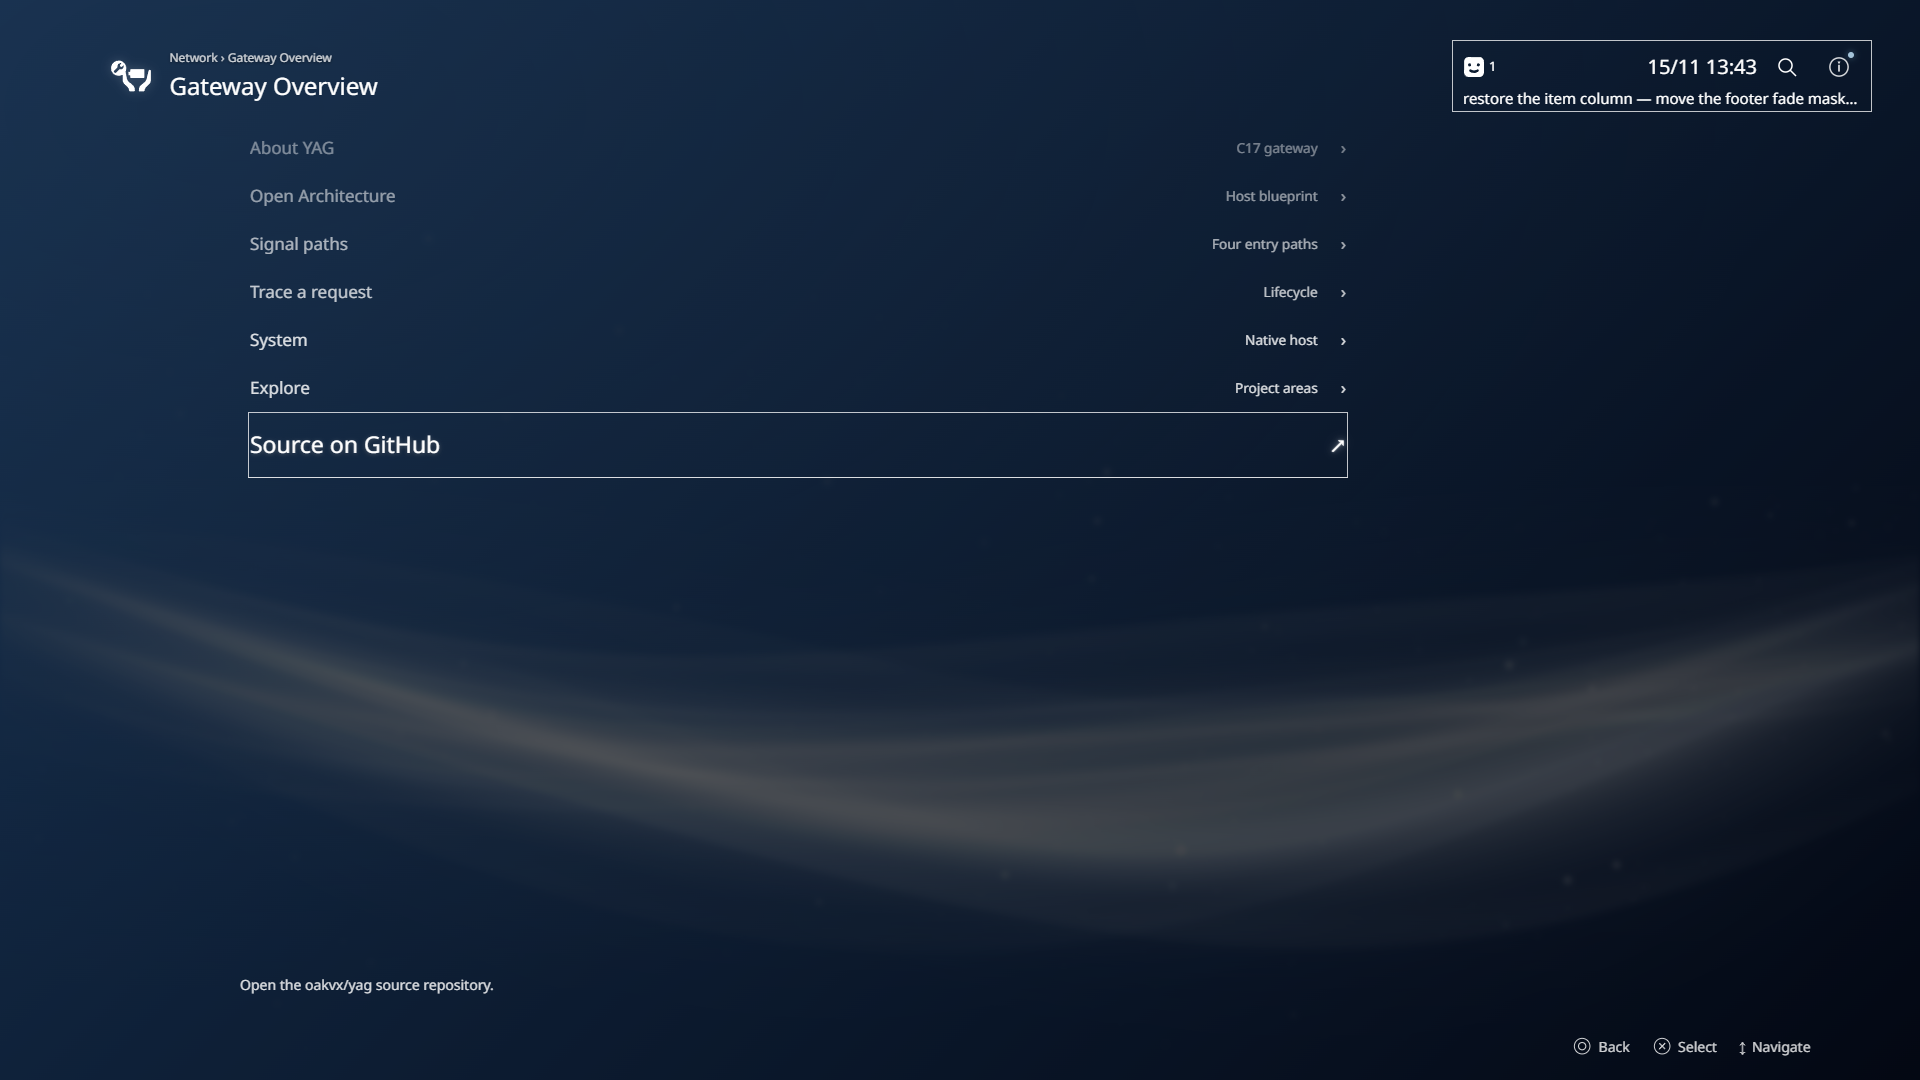 Network › Gateway Overview
Gateway Overview
1
15/11 13:43
restore the item column — move the footer fade mask...
About YAG
C17 gateway ›
Open Architecture
Host blueprint ›
Signal paths
Four entry paths ›
Trace a request
Lifecycle ›
System
Native host ›
Explore
Project areas ›
Source on GitHub
Open the oakvx/yag source repository.
Back
Select
Navigate